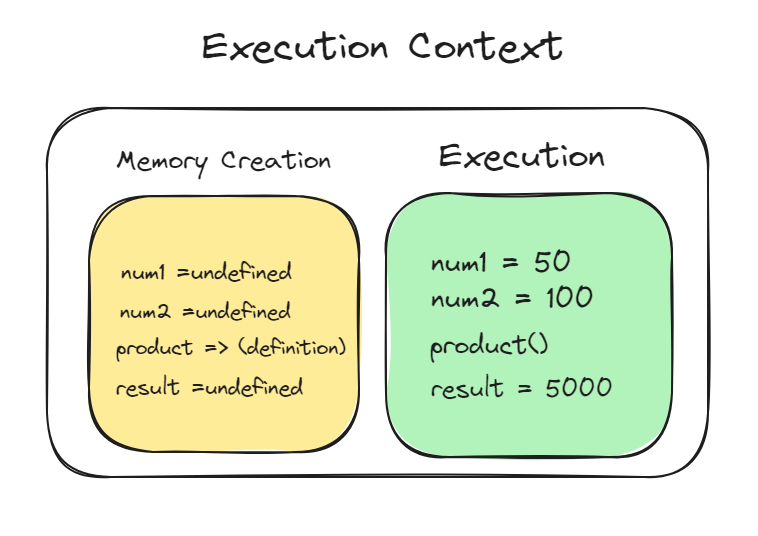 Execution Context
Memory Creation
num1 =undefined
num2 =undefined
product => (definition)
result =undefined
Execution
num1 = 50
num2 = 100
product()
result = 5000